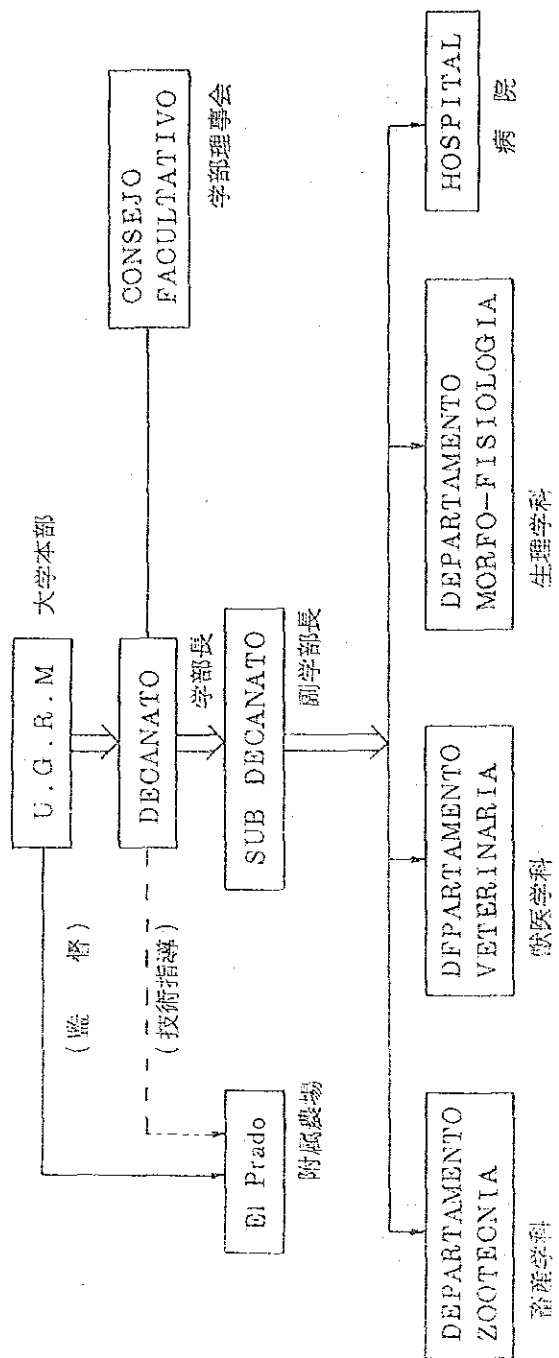 U.G.R.M
大学本部
(監 督)
DECANATO
学部長
CONSEJO
FACULTATIVO
学部理事会
(技術指導)
El Prado
附属農場
SUB DECANATO
副学部長
DEPARTAMENTO
ZOOTECNIA
畜産学科
DFPARTAMENTO
VETERINARIA
獣医学科
DEPARTAMENTO
MORFO-FISIOLOGIA
生理学科
HOSPITAL
病 院